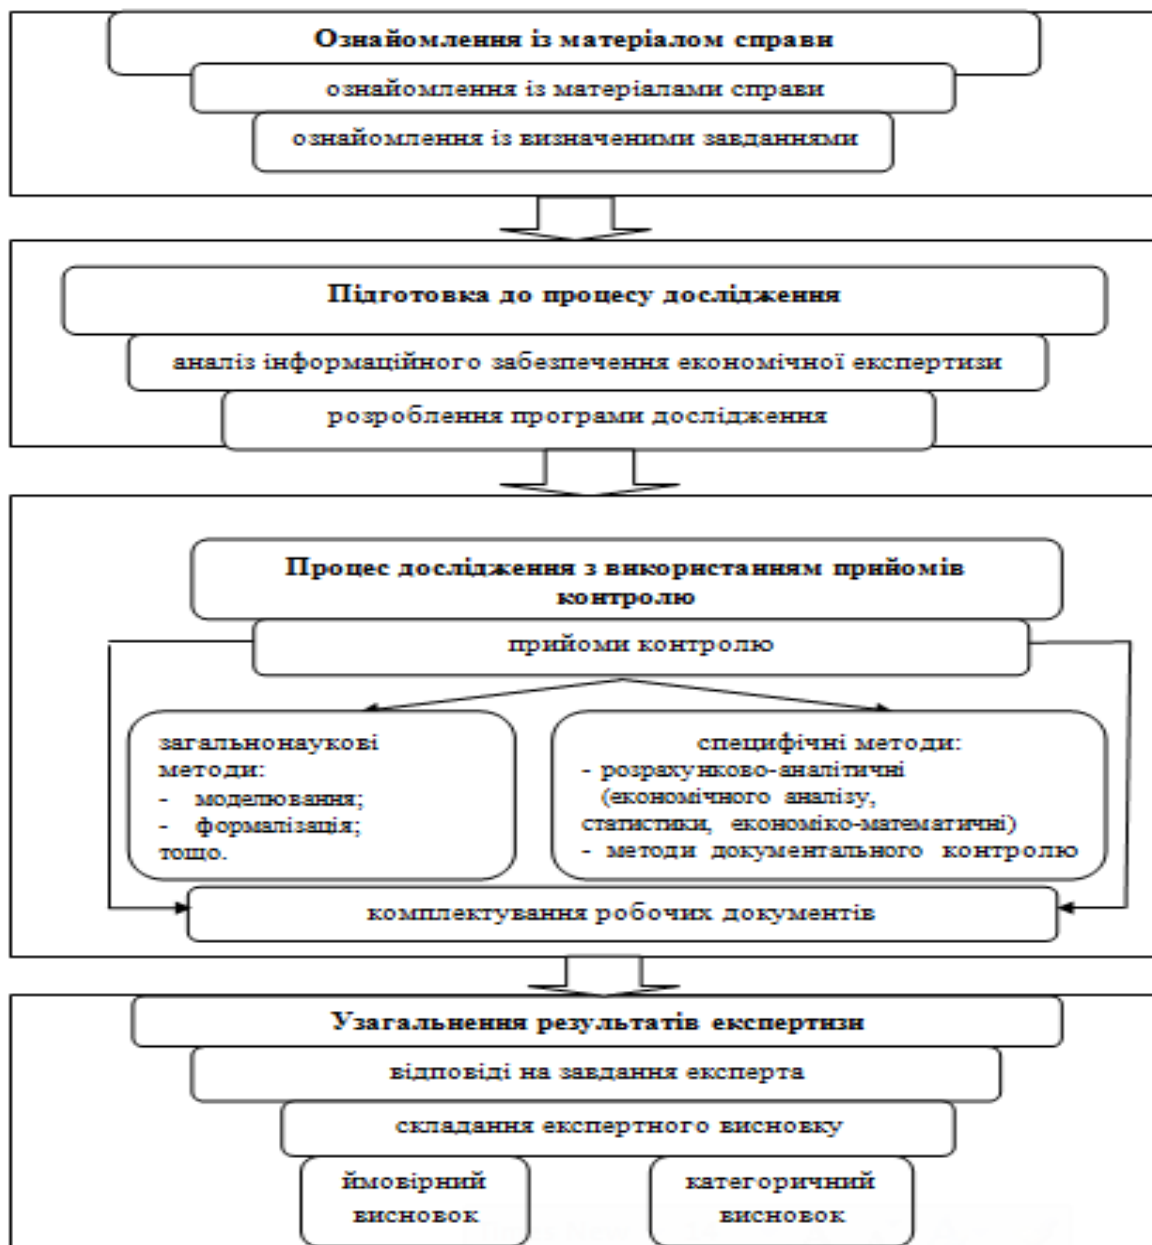 Ознайомлення із матеріалом справи
ознайомлення із матеріалами справи
ознайомлення із визначеними завданнями
Підготовка до процесу дослідження
аналіз інформаційного забезпечення економічної експертизи
розроблення програми дослідження
Процес дослідження з використанням прийомів
контролю
прийоми контролю
загальнонаукові
методи:
- моделювання;
- формалізація;
тощо.
специфічні методи:
- розрахунково-аналітичні
(економічного аналізу,
статистики, економіко-математичні)
- методи документального контролю
комплектування робочих документів
Узагальнення результатів експертизи
відповіді на завдання експерта
складання експертного висновку
ймовірний
висновок
категоричний
висновок